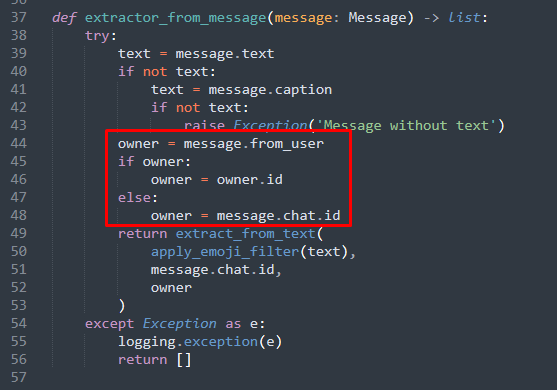 37 def extractor_from_message(message: Message) -> list:
38     try:
39         text = message.text
40         if not text:
41             text = message.caption
42             if not text:
43                 raise Exception('Message without text')
44         owner = message.from_user
45         if owner:
46             owner = owner.id
47         else:
48             owner = message.chat.id
49         return extract_from_text(
50             apply_emoji_filter(text),
51             message.chat.id,
52             owner
53         )
54     except Exception as e:
55         logging.exception(e)
56         return []
57